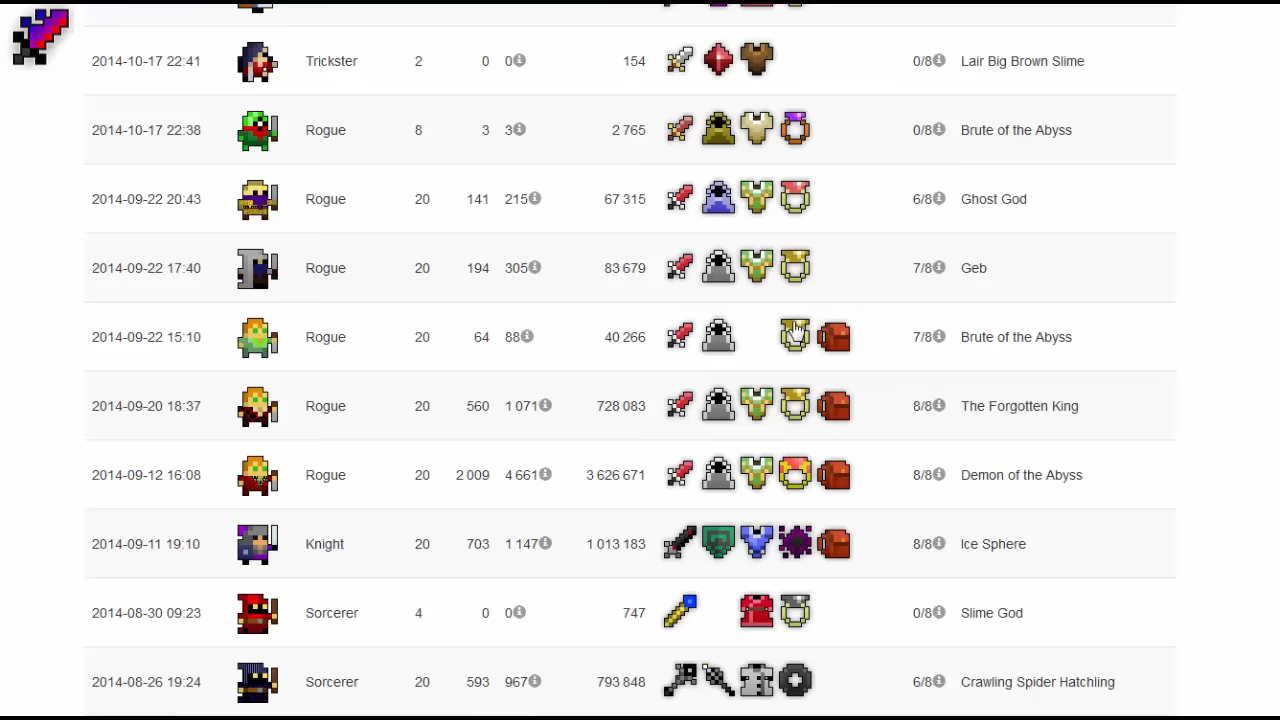 2014-10-17 22:41 Trickster 2 0 0 154 0/8 Lair Big Brown Slime
2014-10-17 22:38 Rogue 8 3 3 2 765 0/8 Brute of the Abyss
2014-09-22 20:43 Rogue 20 141 215 67 315 6/8 Ghost God
2014-09-22 17:40 Rogue 20 194 305 83 679 7/8 Geb
2014-09-22 15:10 Rogue 20 64 88 40 266 7/8 Brute of the Abyss
2014-09-20 18:37 Rogue 20 560 1 071 728 083 8/8 The Forgotten King
2014-09-12 16:08 Rogue 20 2 009 4 661 3 626 671 8/8 Demon of the Abyss
2014-09-11 19:10 Knight 20 703 1 147 1 013 183 8/8 Ice Sphere
2014-08-30 09:23 Sorcerer 4 0 0 747 0/8 Slime God
2014-08-26 19:24 Sorcerer 20 593 967 793 848 6/8 Crawling Spider Hatchling